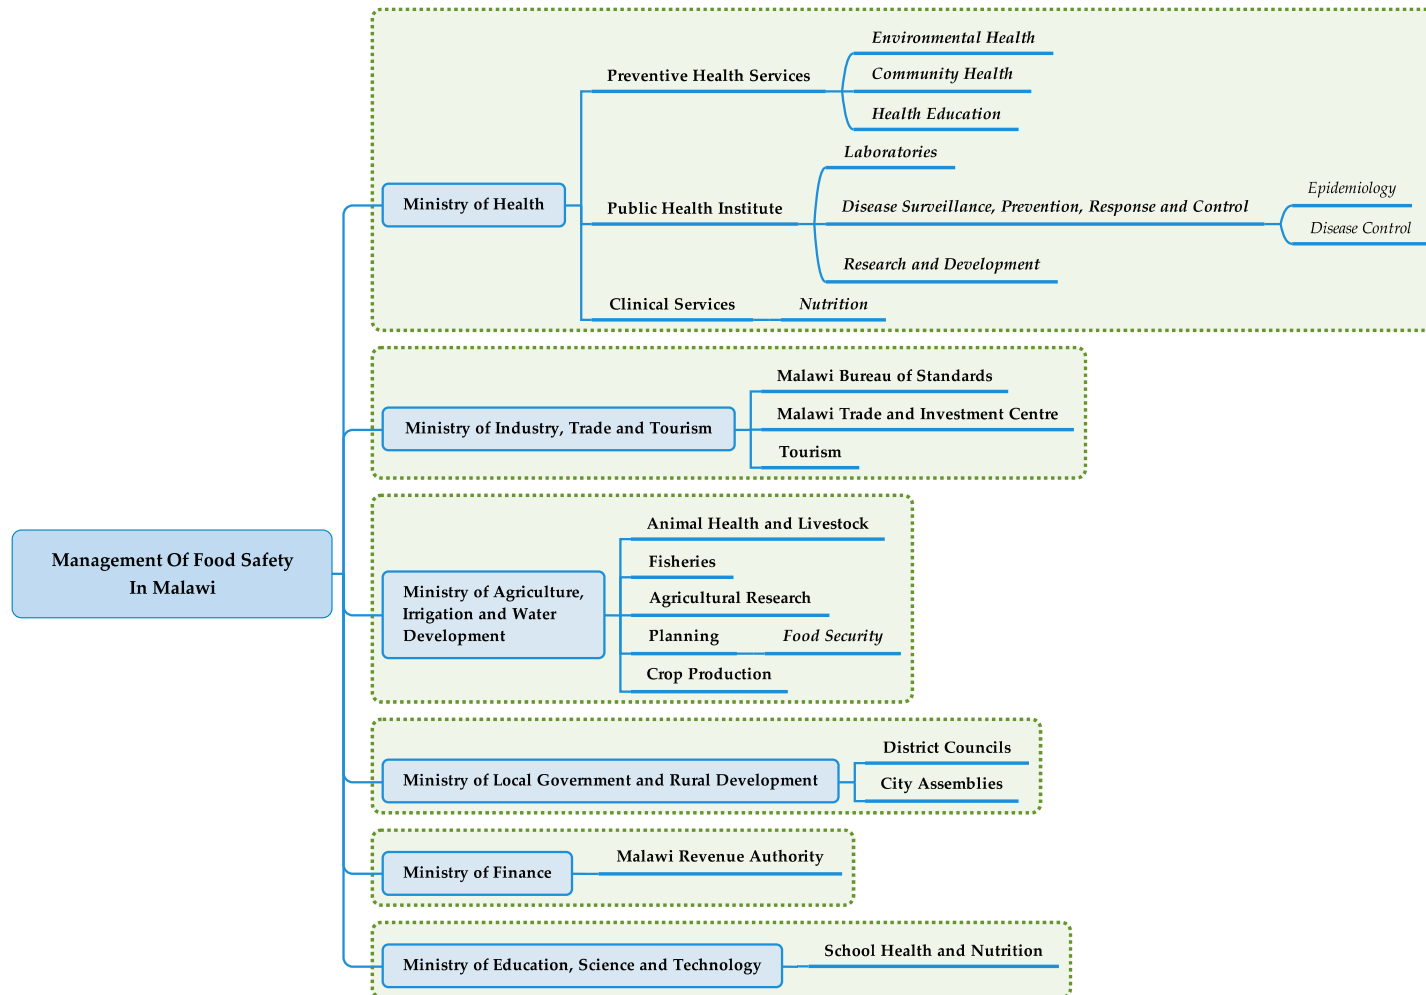 Management Of Food Safety
In Malawi
Ministry of Health
Preventive Health Services
Environmental Health
Community Health
Health Education
Public Health Institute
Laboratories
Disease Surveillance, Prevention, Response and Control
Epidemiology
Disease Control
Research and Development
Clinical Services
Nutrition
Ministry of Industry, Trade and Tourism
Malawi Bureau of Standards
Malawi Trade and Investment Centre
Tourism
Ministry of Agriculture,
Irrigation and Water
Development
Animal Health and Livestock
Fisheries
Agricultural Research
Planning
Food Security
Crop Production
Ministry of Local Government and Rural Development
District Councils
City Assemblies
Ministry of Finance
Malawi Revenue Authority
Ministry of Education, Science and Technology
School Health and Nutrition